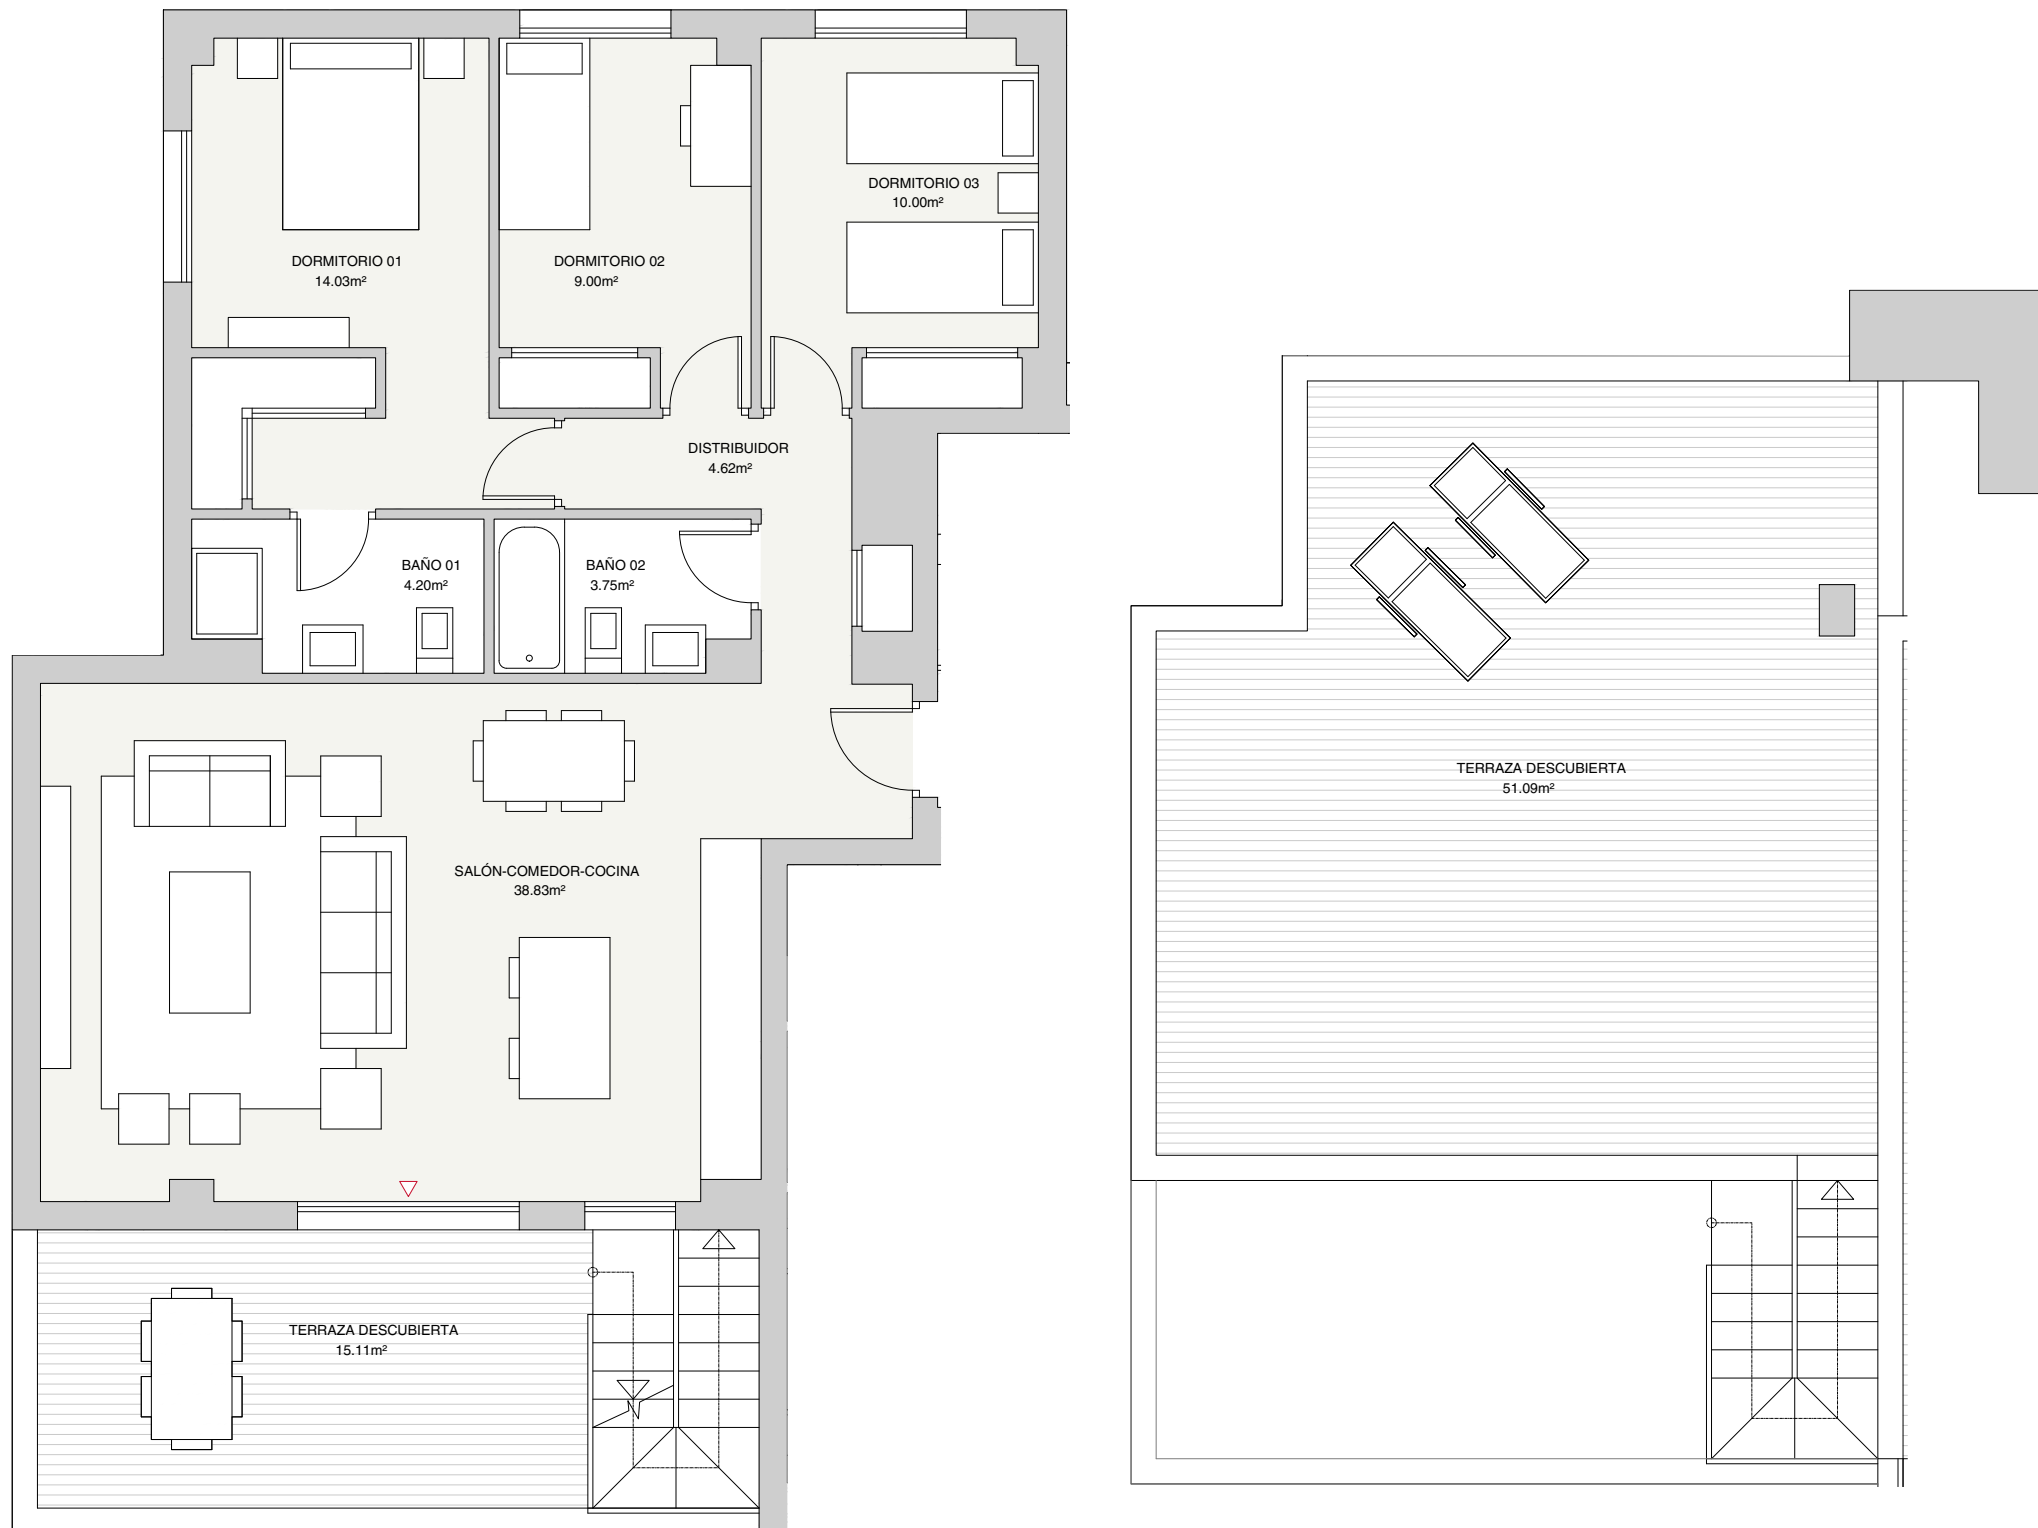 DORMITORIO 01
14.03m²
DORMITORIO 02
9.00m²
DORMITORIO 03
10.00m²
DISTRIBUIDOR
4.62m²
BAÑO 01
4.20m²
BAÑO 02
3.75m²
SALÓN-COMEDOR-COCINA
38.83m²
TERRAZA DESCUBIERTA
15.11m²
TERRAZA DESCUBIERTA
51.09m²